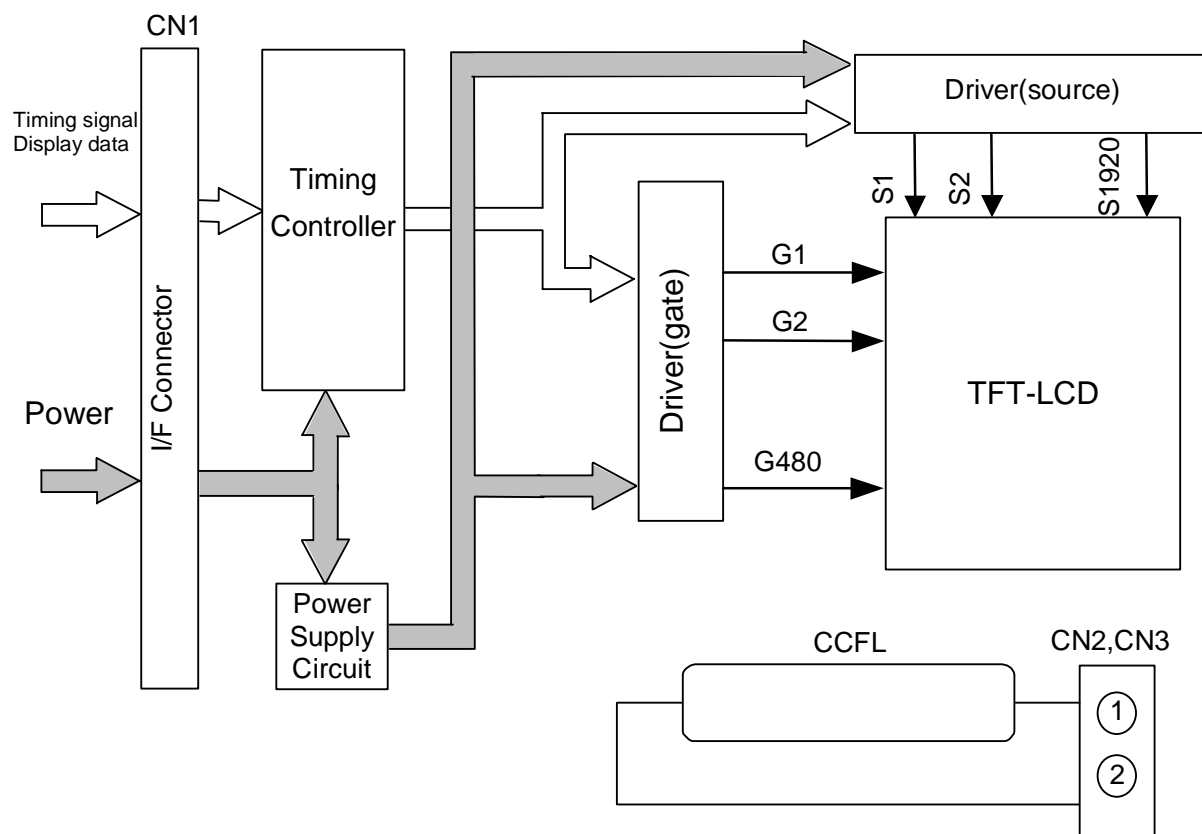 CN1
Timing signal
Display data
Power
I/F Connector
Timing
Controller
Power
Supply
Circuit
Driver(source)
S1
S2
S1920
Driver(gate)
G1
G2
G480
TFT-LCD
CCFL
CN2,CN3
1
2